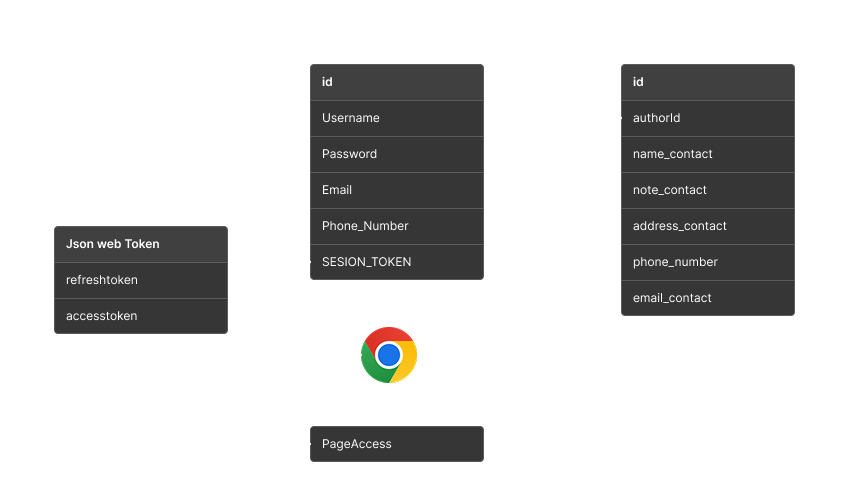 Json web Token
refreshtoken
accesstoken
id
Username
Password
Email
Phone_Number
SESION_TOKEN
PageAccess
id
authorId
name_contact
note_contact
address_contact
phone_number
email_contact